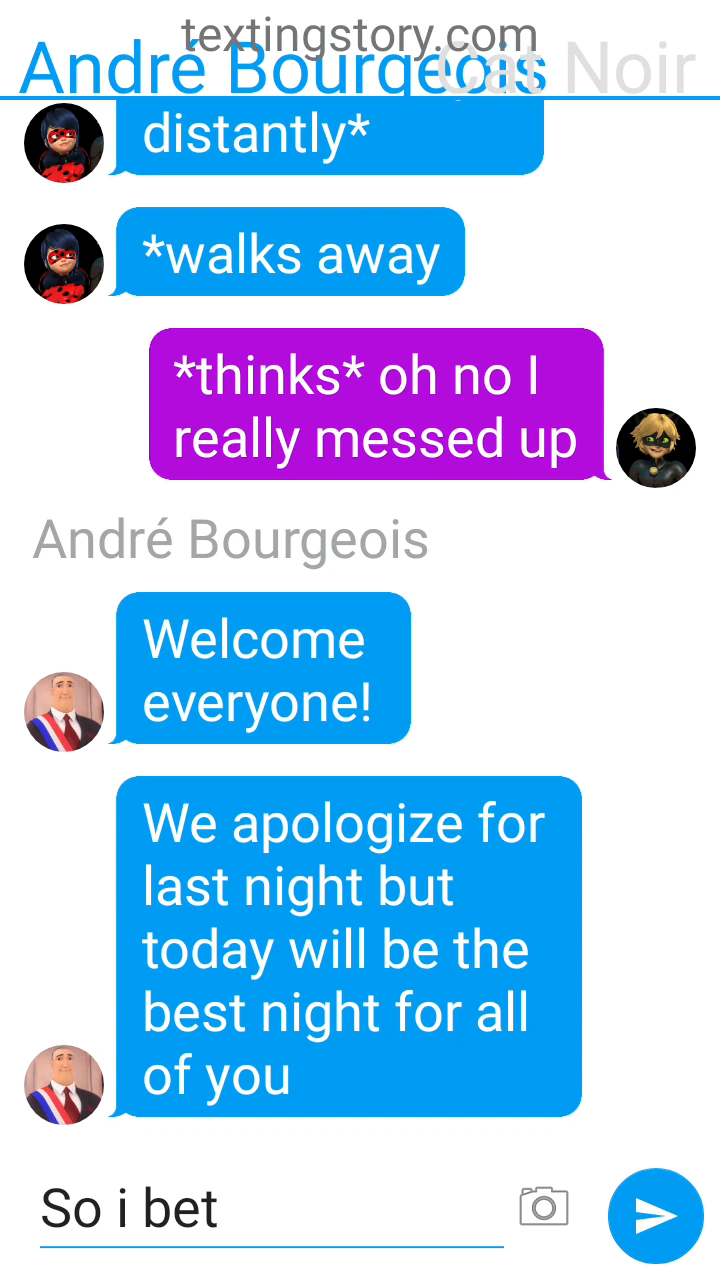 textingstory.com
André Bourgeois Cat Noir
distantly*
*walks away
*thinks* oh no I
really messed up
André Bourgeois
Welcome
everyone!
We apologize for
last night but
today will be the
best night for all
of you
So i bet